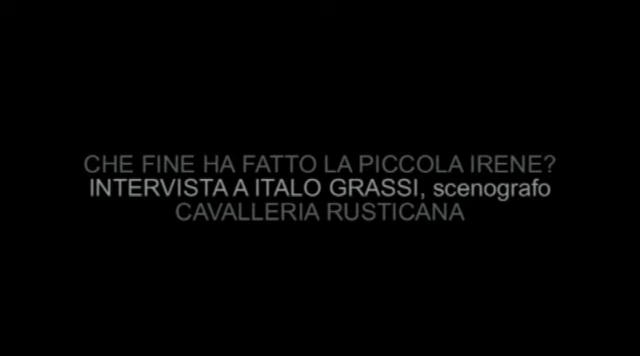 CHE FINE HA FATTO LA PICCOLA IRENE?
INTERVISTA A ITALO GRASSI, scenografo
CAVALLERIA RUSTICANA